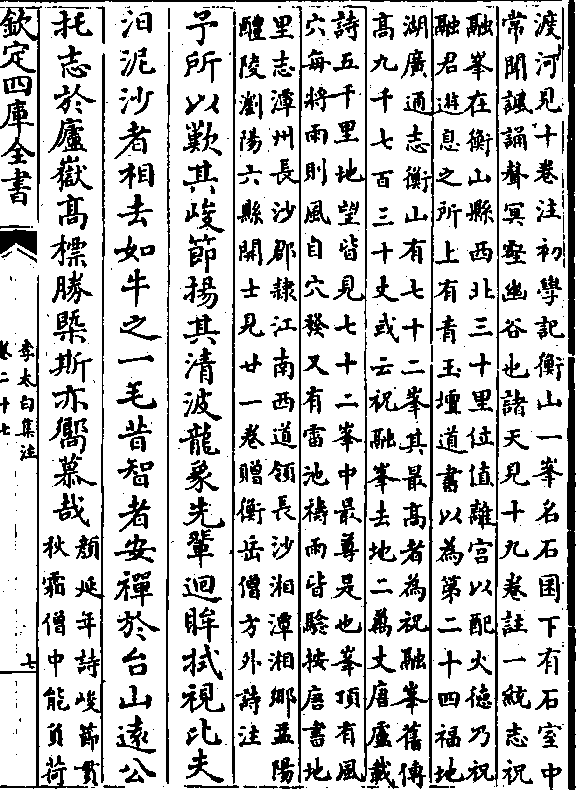 渡河見十卷注初學記衡山一峯名石囷下有石室中
常聞諷誦聲冥壑幽谷也諸天見十九卷註一統志祝
融峯在衡山縣西北三十里位值離宮以配火徳乃祝
融君遊息之所上有青玉壇道書以為第二十四福地
湖廣通志衡山有七十二峯其最高者為祝融峯舊傳
高九千七百三十丈或云祝融峯去地二萬丈唐盧載
詩五千里地望皆見七十二峯中最尊是也峯頂有風
穴每將雨則風自穴發又有雷池禱雨皆驗按唐書地
里志潭州長沙郡隸江南西道領長沙湘潭湘鄉益陽
醴陵瀏陽六縣開士見廿一卷贈衡岳僧方外詩注
予所以歎其峻節揚其清波龍象先輩迴眸拭視比夫
汩泥沙者相去如牛之一毛昔智者安禪於台山逺公
托志於廬嶽髙標勝槩斯亦嚮慕哉
顔延年詩峻節貫
秋霜僧中能負荷
欽定四庫全書
李太白集注
卷二十七
七